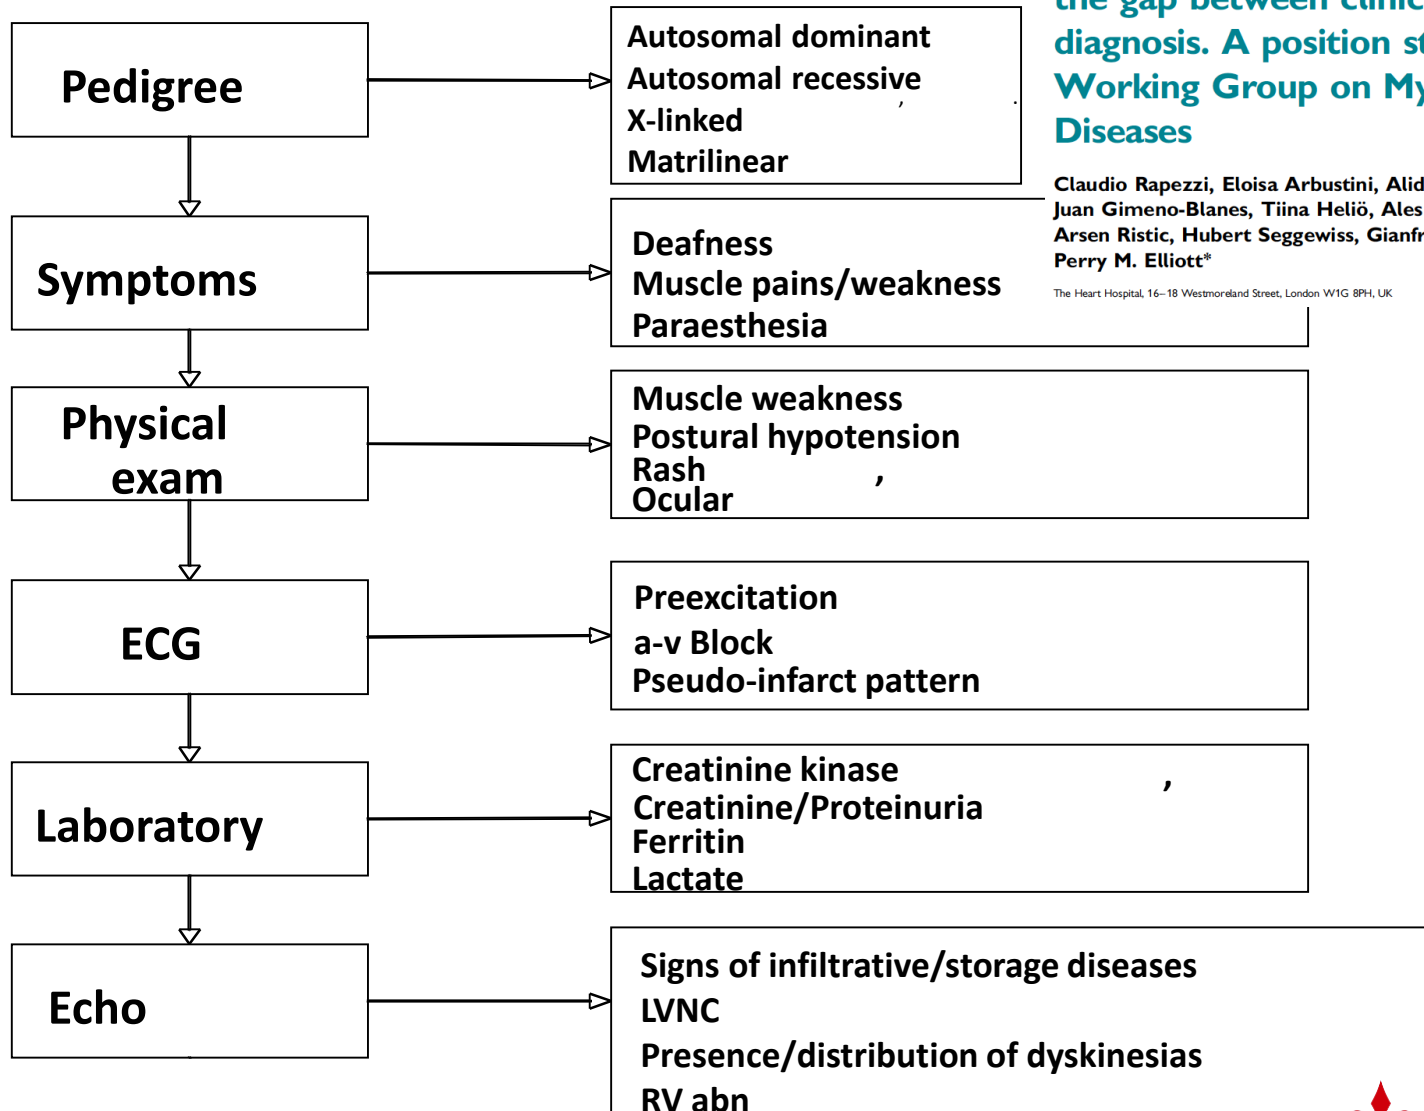 Pedigree
Autosomal dominant
Autosomal recessive
X-linked
Matrilinear
the gap between clinic
diagnosis. A position st
Working Group on My
Diseases
Claudio Rapezzi, Eloisa Arbustini, Alid
Juan Gimeno-Blanes, Tiina Heliö, Ales
Arsen Ristic, Hubert Seggewiss, Gianfr
Perry M. Elliott*
The Heart Hospital, 16–18 Westmoreland Street, London W1G 8PH, UK
Symptoms
Deafness
Muscle pains/weakness
Paraesthesia
Physical
exam
Muscle weakness
Postural hypotension
Rash ,
Ocular
ECG
Preexcitation
a-v Block
Pseudo-infarct pattern
Laboratory
Creatinine kinase ,
Creatinine/Proteinuria
Ferritin
Lactate
Echo
Signs of infiltrative/storage diseases
LVNC
Presence/distribution of dyskinesias
RV abn